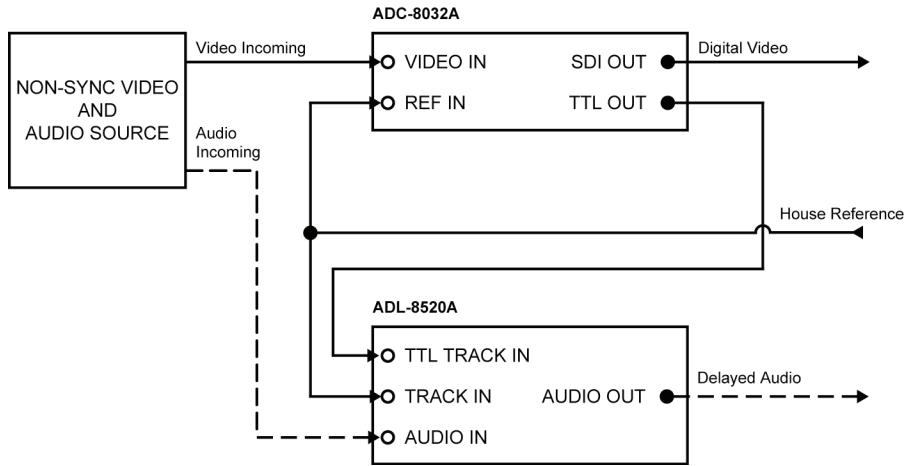 ADC-8032A
Video Incoming
VIDEO IN
SDI OUT
Digital Video
NON-SYNC VIDEO
AND
AUDIO SOURCE
REF IN
TTL OUT
Audio
Incoming
House Reference
ADL-8520A
TTL TRACK IN
TRACK IN
AUDIO OUT
Delayed Audio
AUDIO IN